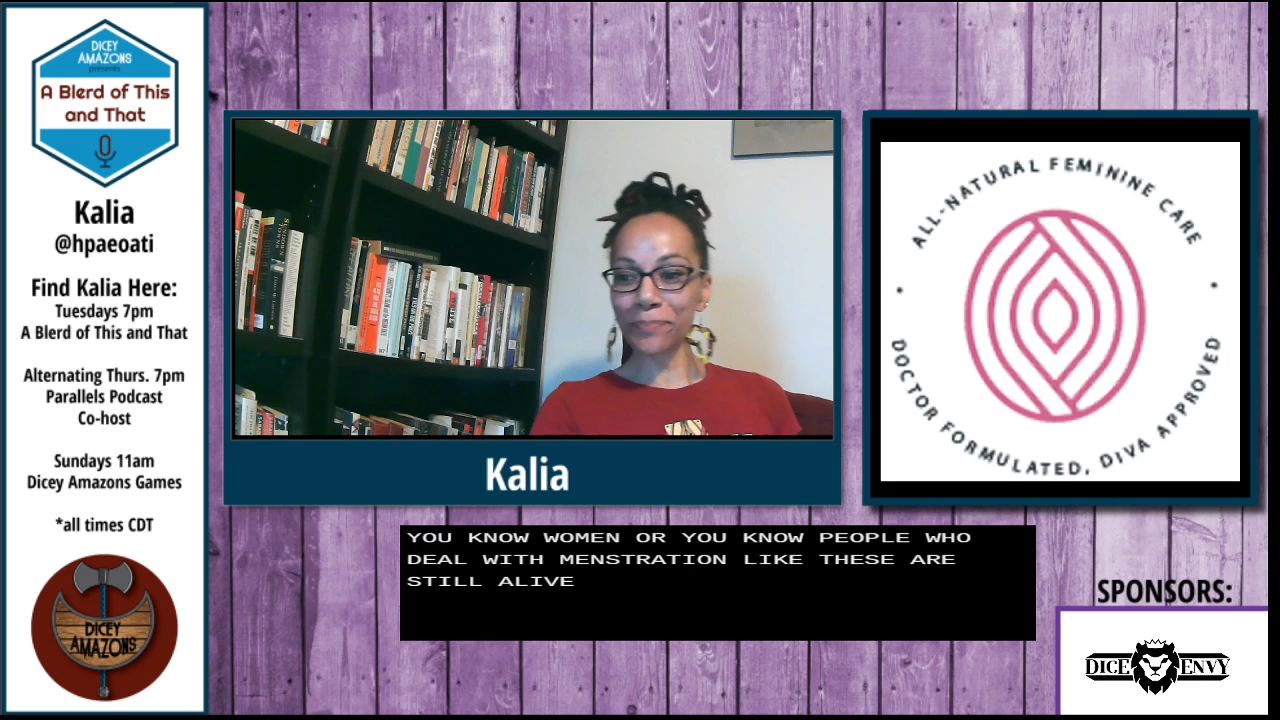 DICEY
AMAZONS
presents
A Blerd of This
and That
Kalia
@hpaeoati
Find Kalia Here:
Tuesdays 7pm
A Blerd of This and That
Alternating Thurs. 7pm
Parallels Podcast
Co-host
Sundays 11am
Dicey Amazons Games
*all times CDT
DICEY
AMAZONS
Kalia
ALL-NATURAL FEMININE CARE
DOCTOR FORMULATED, DIVA APPROVED
YOU KNOW WOMEN OR YOU KNOW PEOPLE WHO
DEAL WITH MENSTRATION LIKE THESE ARE
STILL ALIVE
SPONSORS:
DICE ENVY